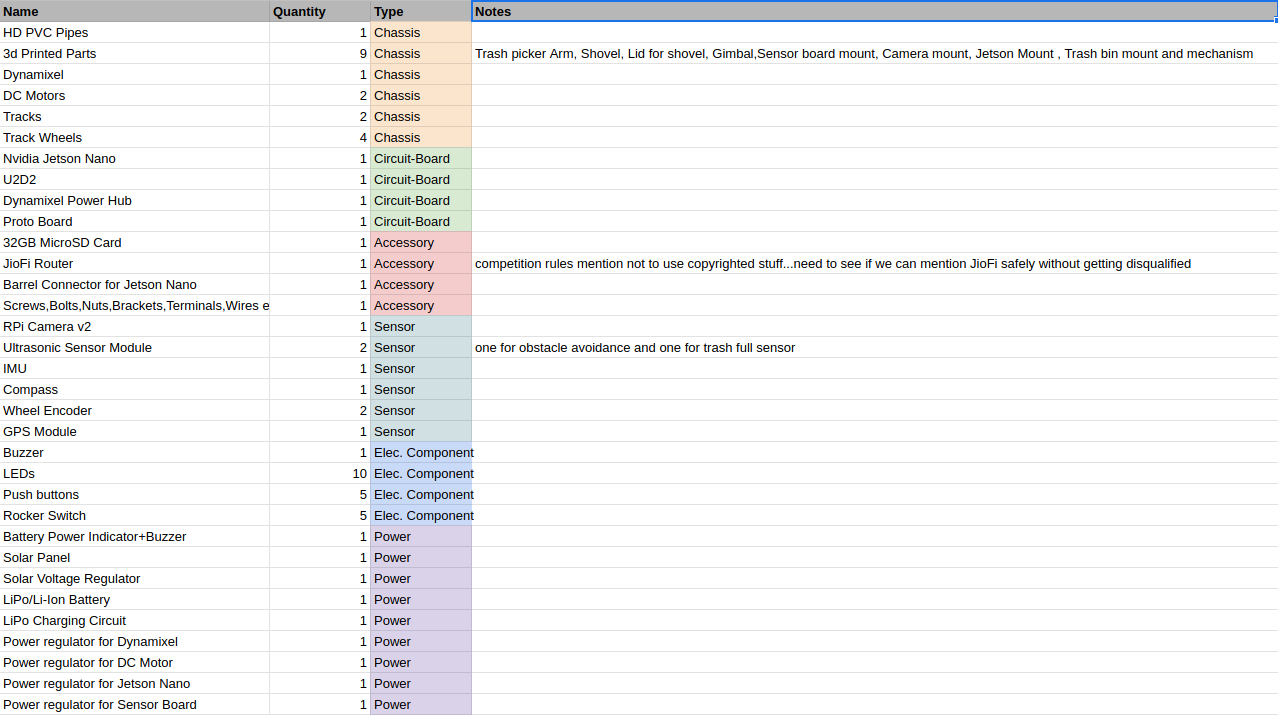 Name Quantity Type Notes
HD PVC Pipes 1 Chassis
3d Printed Parts 9 Chassis Trash picker Arm, Shovel, Lid for shovel, Gimbal,Sensor board mount, Camera mount, Jetson Mount , Trash bin mount and mechanism
Dynamixel 1 Chassis
DC Motors 2 Chassis
Tracks 2 Chassis
Track Wheels 4 Chassis
Nvidia Jetson Nano 1 Circuit-Board
U2D2 1 Circuit-Board
Dynamixel Power Hub 1 Circuit-Board
Proto Board 1 Circuit-Board
32GB MicroSD Card 1 Accessory
JioFi Router 1 Accessory competition rules mention not to use copyrighted stuff...need to see if we can mention JioFi safely without getting disqualified
Barrel Connector for Jetson Nano 1 Accessory
Screws,Bolts,Nuts,Brackets,Terminals,Wires e 1 Accessory
RPi Camera v2 1 Sensor
Ultrasonic Sensor Module 2 Sensor one for obstacle avoidance and one for trash full sensor
IMU 1 Sensor
Compass 1 Sensor
Wheel Encoder 2 Sensor
GPS Module 1 Sensor
Buzzer 1 Elec. Component
LEDs 10 Elec. Component
Push buttons 5 Elec. Component
Rocker Switch 5 Elec. Component
Battery Power Indicator+Buzzer 1 Power
Solar Panel 1 Power
Solar Voltage Regulator 1 Power
LiPo/Li-Ion Battery 1 Power
LiPo Charging Circuit 1 Power
Power regulator for Dynamixel 1 Power
Power regulator for DC Motor 1 Power
Power regulator for Jetson Nano 1 Power
Power regulator for Sensor Board 1 Power